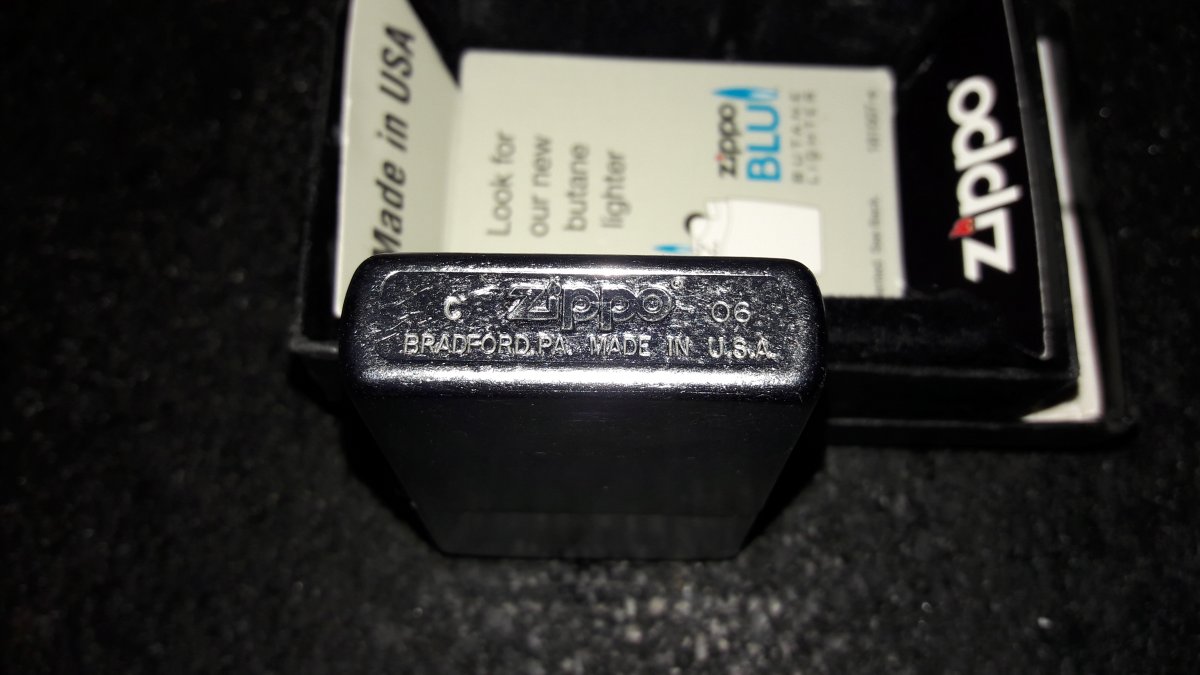 Made in USA
Look for
our new
butane
lighter
zippo
BLU
BUTANE
LIGHTER
zippo
C Zippo 06
BRADFORD, PA. MADE IN U.S.A.